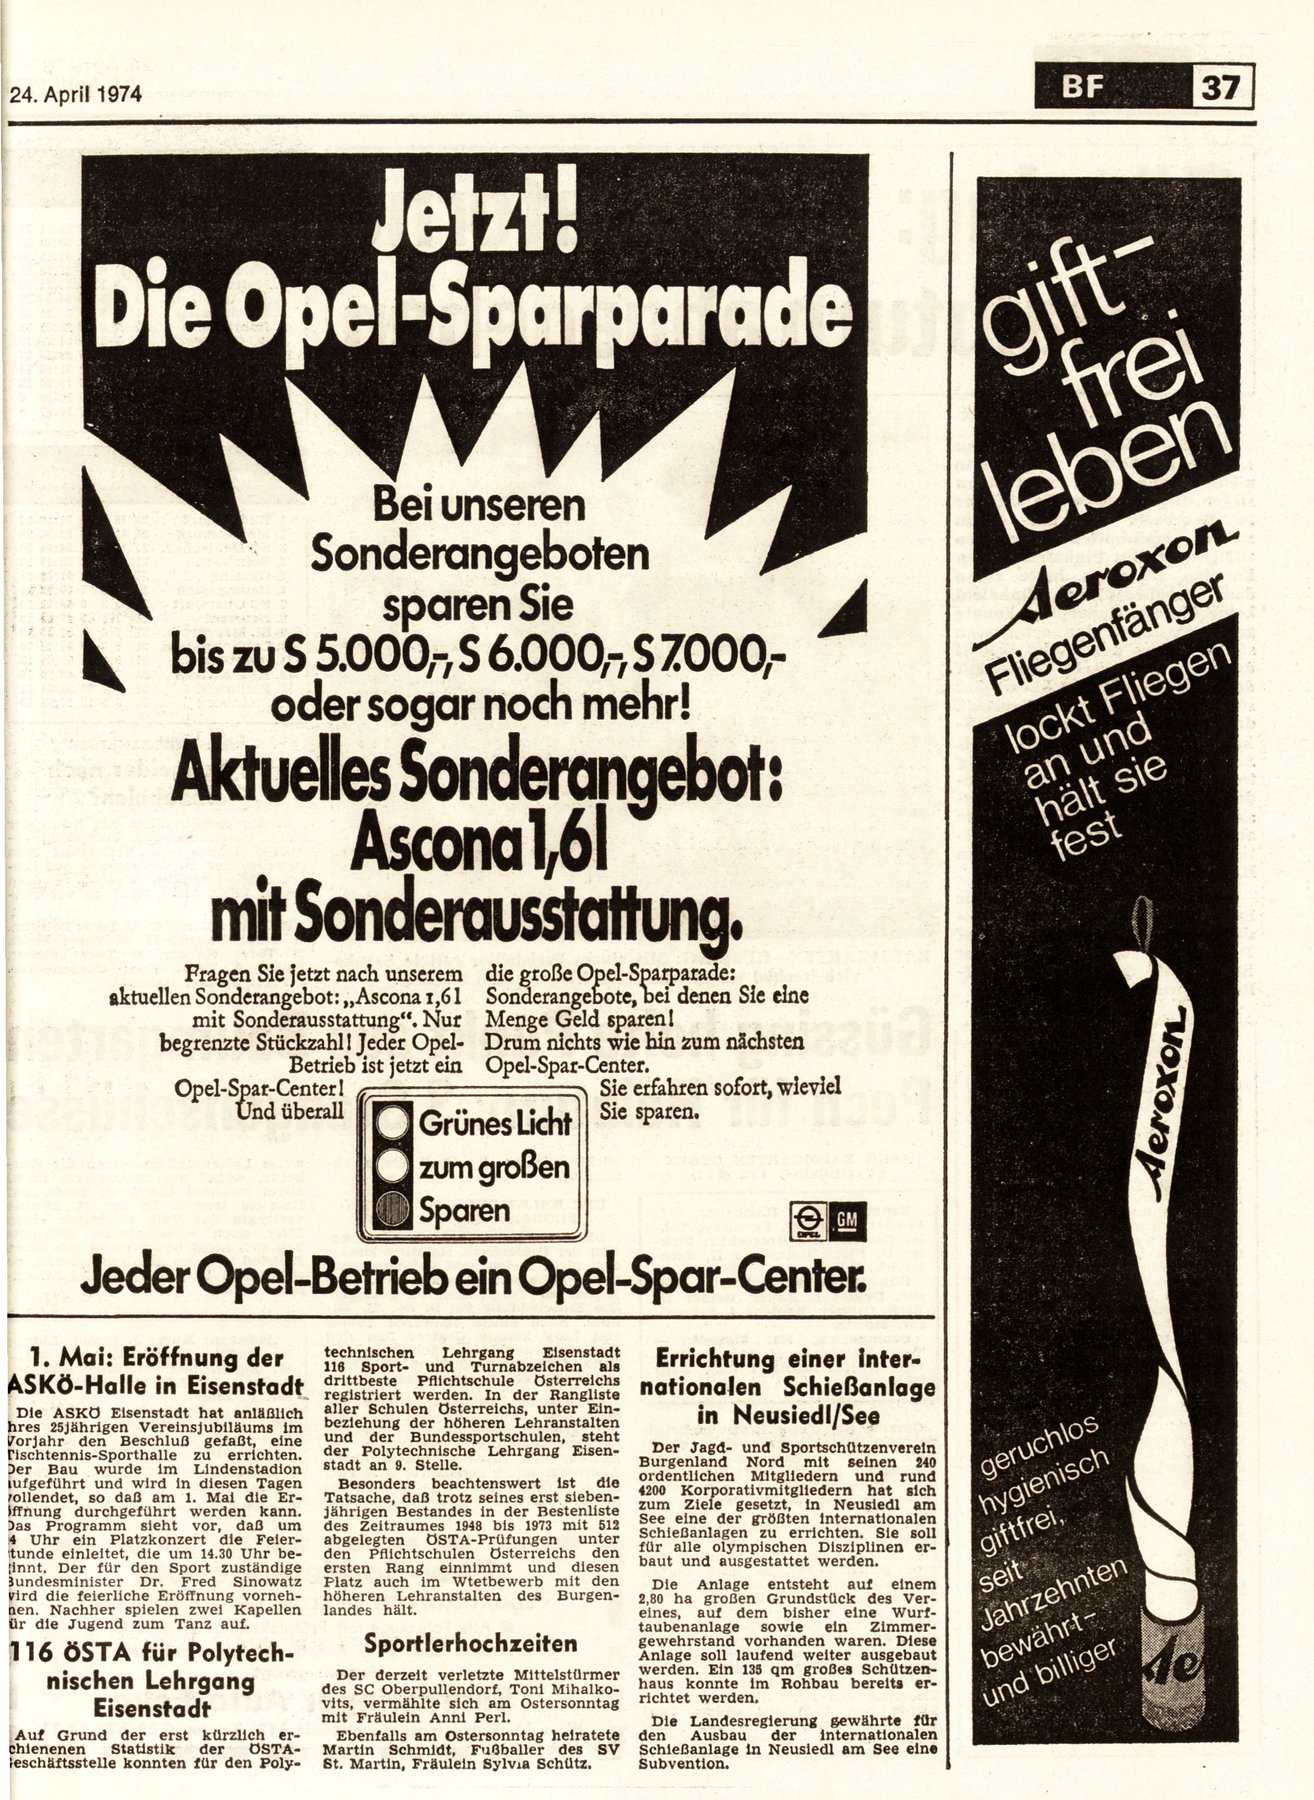 24. April 1974
BF 37
Jetzt!
Die Opel-Sparparade
Bei unseren
Sonderangeboten
sparen Sie
bis zu S 5.000,-, S 6.000,-, S 7.000,-
oder sogar noch mehr!
Aktuelles Sonderangebot:
Ascona 1,6l
mit Sonderausstattung.
Fragen Sie jetzt nach unserem
aktuellen Sonderangebot: „Ascona 1,6l
mit Sonderausstattung“. Nur
begrenzte Stückzahl! Jeder Opel-
Betrieb ist jetzt ein
Opel-Spar-Center!
Und überall
die große Opel-Sparparade:
Sonderangebote, bei denen Sie eine
Menge Geld sparen!
Drum nichts wie hin zum nächsten
Opel-Spar-Center.
Sie erfahren sofort, wieviel
Sie sparen.
Grünes Licht
zum großen
Sparen
OPEL
GM
Jeder Opel-Betrieb ein Opel-Spar-Center.
gift-
frei
leben
Aeroxon
Fliegenfänger
lockt Fliegen
an und
hält sie
fest
Aeroxon
geruchlos
hygienisch
giftfrei,
seit
Jahrzehnten
bewährt-
und billiger
Ae
1. Mai: Eröffnung der
ASKÖ-Halle in Eisenstadt
Die ASKÖ Eisenstadt hat anläßlich
hres 25jährigen Vereinsjubiläums im
Vorjahr den Beschluß gefaßt, eine
Tischtennis-Sporthalle zu errichten.
Der Bau wurde im Lindenstadion
ufgeführt und wird in diesen Tagen
ollendet, so daß am 1. Mai die Er-
öffnung durchgeführt werden kann.
Das Programm sieht vor, daß um
4 Uhr ein Platzkonzert die Feier-
tunde einleitet, die um 14.30 Uhr be-
innt. Der für den Sport zuständige
Bundesminister Dr. Fred Sinowatz
wird die feierliche Eröffnung vorneh-
nen. Nachher spielen zwei Kapellen
ür die Jugend zum Tanz auf.
116 ÖSTA für Polytech-
nischen Lehrgang
Eisenstadt
Auf Grund der erst kürzlich er-
chienenen Statistik der ÖSTA-
Geschäftsstelle konnten für den Poly-
technischen Lehrgang Eisenstadt
116 Sport- und Turnabzeichen als
drittbeste Pflichtschule Österreichs
registriert werden. In der Rangliste
aller Schulen Österreichs, unter Ein-
beziehung der höheren Lehranstalten
und der Bundessportschulen, steht
der Polytechnische Lehrgang Eisen-
stadt an 9. Stelle.
Besonders beachtenswert ist die
Tatsache, daß trotz seines erst sieben-
jährigen Bestandes in der Bestenliste
des Zeitraumes 1948 bis 1973 mit 512
abgelegten ÖSTA-Prüfungen unter
den Pflichtschulen Österreichs den
ersten Rang einnimmt und diesen
Platz auch im Wtetbewerb mit den
höheren Lehranstalten des Burgen-
landes hält.
Sportlerhochzeiten
Der derzeit verletzte Mittelstürmer
des SC Oberpullendorf, Toni Mihalko-
vits, vermählte sich am Ostersonntag
mit Fräulein Anni Perl.
Ebenfalls am Ostersonntag heiratete
Martin Schmidt, Fußballer des SV
St. Martin, Fräulein Sylvia Schütz.
Errichtung einer inter-
nationalen Schießanlage
in Neusiedl/See
Der Jagd- und Sportschützenverein
Burgenland Nord mit seinen 240
ordentlichen Mitgliedern und rund
4200 Korporativmitgliedern hat sich
zum Ziele gesetzt, in Neusiedl am
See eine der größten internationalen
Schießanlagen zu errichten. Sie soll
für alle olympischen Disziplinen er-
baut und ausgestattet werden.
Die Anlage entsteht auf einem
2,80 ha großen Grundstück des Ver-
eines, auf dem bisher eine Wurf-
taubenanlage sowie ein Zimmer-
gewehrstand vorhanden waren. Diese
Anlage soll laufend weiter ausgebaut
werden. Ein 135 qm großes Schützen-
haus konnte im Rohbau bereits er-
richtet werden.
Die Landesregierung gewährte für
den Ausbau der internationalen
Schießanlage in Neusiedl am See eine
Subvention.